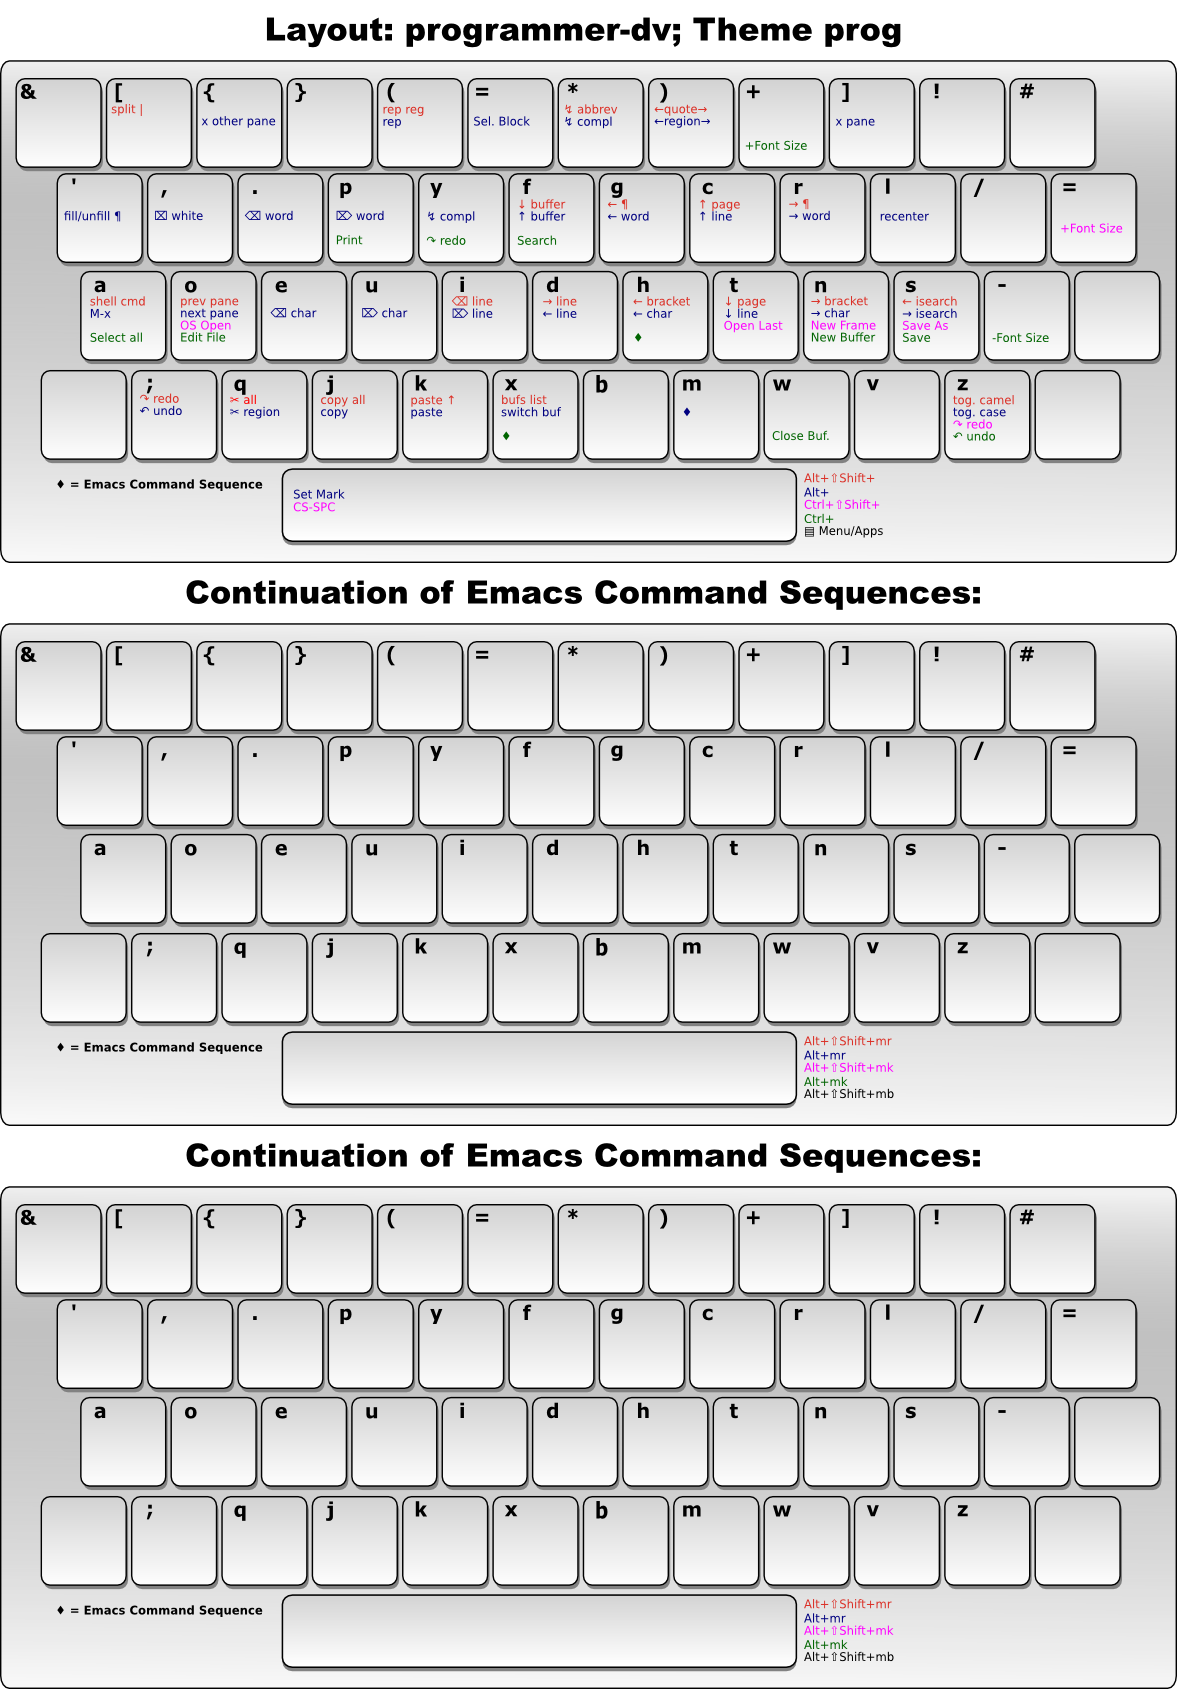 Layout: programmer-dv; Theme prog
& [ { } ( = * ) + ] ! #
split | rep reg ↯ abbrev ←quote→
x other pane rep Sel. Block ↯ compl ←region→ x pane
+Font Size
' , . p y f g c r l / =
↓ buffer ← ¶ ↑ page → ¶
fill/unfill ¶ ⌧ white ⌫ word ⌦ word ↯ compl ↑ buffer ← word ↑ line → word recenter
+Font Size
Print ↷ redo Search
a o e u i d h t n s -
shell cmd prev pane ⌫ line → line ← bracket ↓ page → bracket ← isearch
M-x next pane ⌫ char ⌦ char ⌦ line ← line ← char ↓ line → char → isearch
OS Open Open Last New Frame Save As
Select all Edit File ♦ New Buffer Save -Font Size
; q j k x b m w v z
↷ redo ✂ all copy all paste ↑ bufs list tog. camel
↶ undo ✂ region copy paste switch buf ♦ tog. case
↷ redo
♦ Close Buf. ↶ undo
♦ = Emacs Command Sequence
Set Mark
CS-SPC
Alt+⇧Shift+
Alt+
Ctrl+⇧Shift+
Ctrl+
▤ Menu/Apps
Continuation of Emacs Command Sequences:
& [ { } ( = * ) + ] ! #
' , . p y f g c r l / =
a o e u i d h t n s -
; q j k x b m w v z
♦ = Emacs Command Sequence
Alt+⇧Shift+mr
Alt+mr
Alt+⇧Shift+mk
Alt+mk
Alt+⇧Shift+mb
Continuation of Emacs Command Sequences:
& [ { } ( = * ) + ] ! #
' , . p y f g c r l / =
a o e u i d h t n s -
; q j k x b m w v z
♦ = Emacs Command Sequence
Alt+⇧Shift+mr
Alt+mr
Alt+⇧Shift+mk
Alt+mk
Alt+⇧Shift+mb